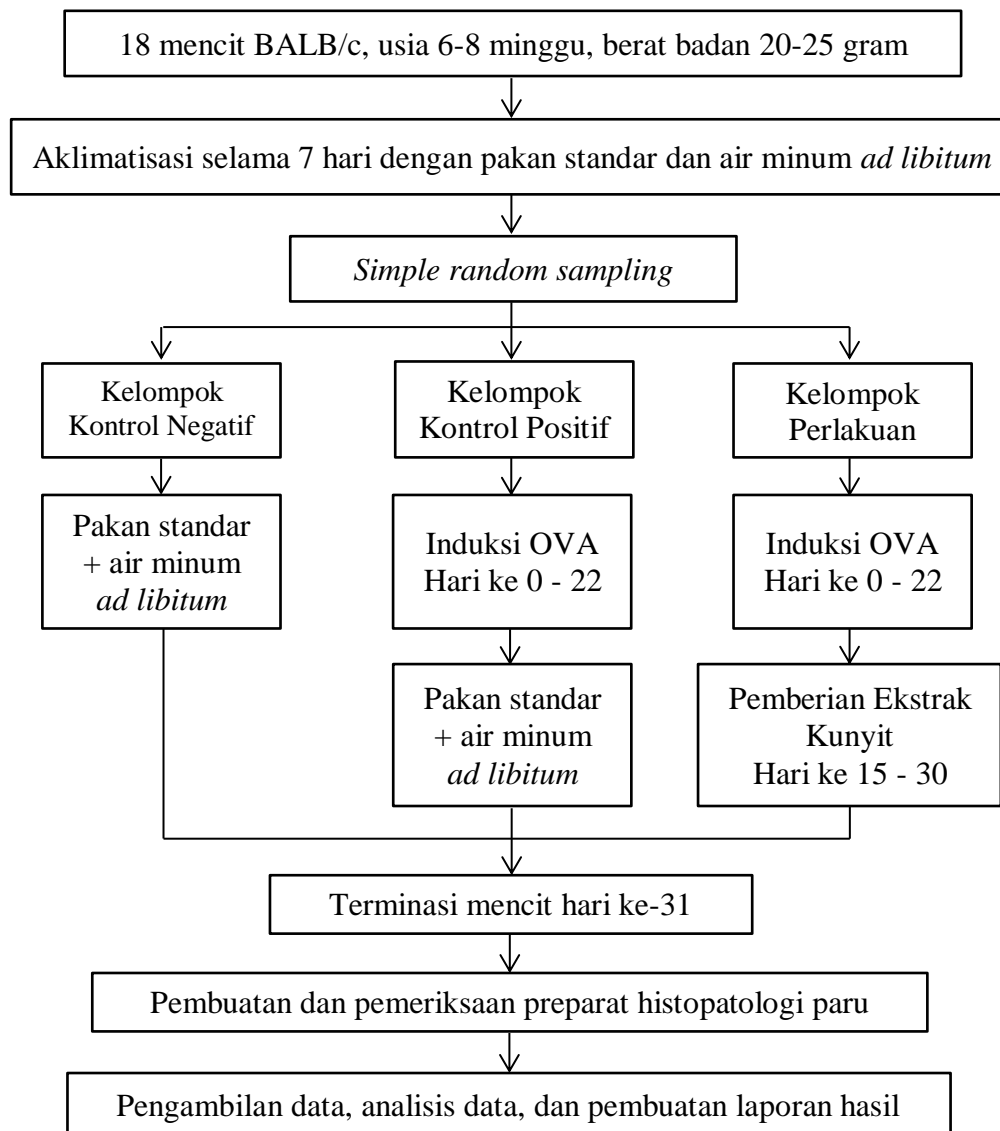 18 mencit BALB/c, usia 6-8 minggu, berat badan 20-25 gram
Aklimatisasi selama 7 hari dengan pakan standar dan air minum ad libitum
Simple random sampling
Kelompok
Kontrol Negatif
Kelompok
Kontrol Positif
Kelompok
Perlakuan
Pakan standar
+ air minum
ad libitum
Induksi OVA
Hari ke 0 - 22
Induksi OVA
Hari ke 0 - 22
Pakan standar
+ air minum
ad libitum
Pemberian Ekstrak
Kunyit
Hari ke 15 - 30
Terminasi mencit hari ke-31
Pembuatan dan pemeriksaan preparat histopatologi paru
Pengambilan data, analisis data, dan pembuatan laporan hasil